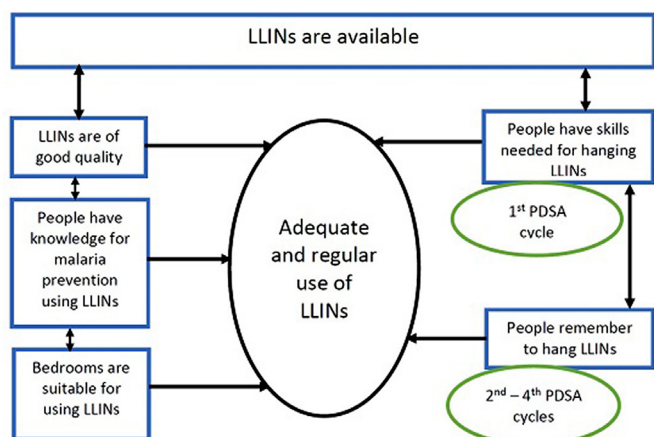 LLINs are available
LLINs are of
good quality
People have
knowledge for
malaria
prevention
using LLINs
Bedrooms are
suitable for
using LLINs
Adequate
and regular
use of
LLINs
People have skills
needed for hanging
LLINs
1st PDSA
cycle
People remember
to hang LLINs
2nd – 4th PDSA
cycles